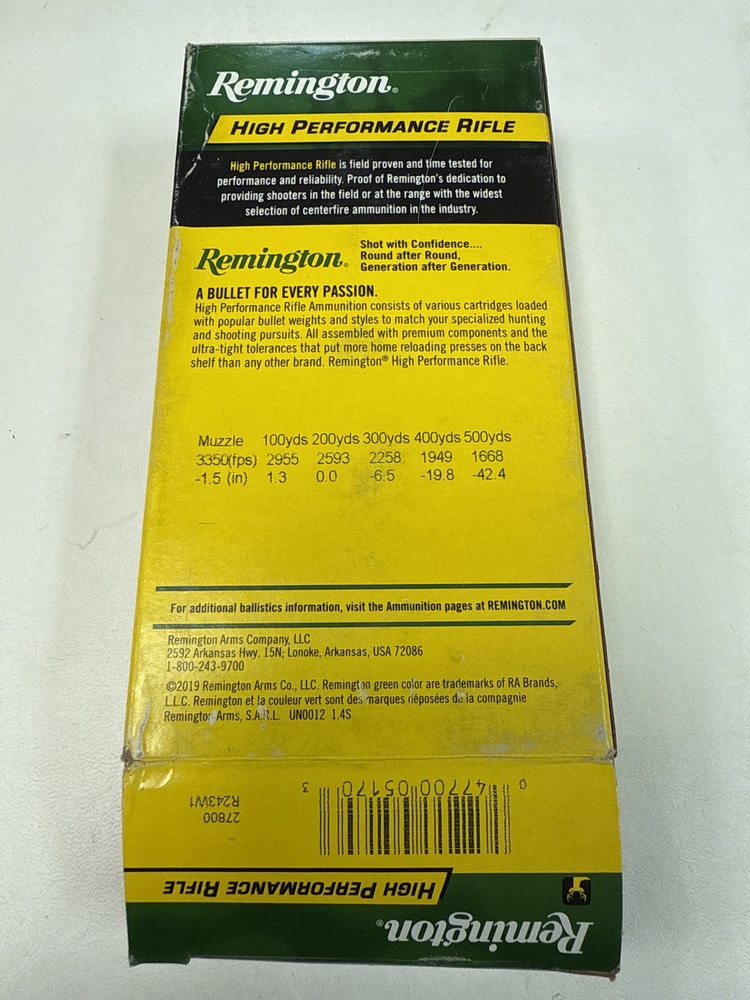 Remington®
HIGH PERFORMANCE RIFLE
High Performance Rifle is field proven and time tested for
performance and reliability. Proof of Remington's dedication to
providing shooters in the field or at the range with the widest
selection of centerfire ammunition in the industry.
Remington®
Shot with Confidence....
Round after Round,
Generation after Generation.
A BULLET FOR EVERY PASSION.
High Performance Rifle Ammunition consists of various cartridges loaded
with popular bullet weights and styles to match your specialized hunting
and shooting pursuits. All assembled with premium components and the
ultra-tight tolerances that put more home reloading presses on the back
shelf than any other brand. Remington® High Performance Rifle.
Muzzle 100yds 200yds 300yds 400yds 500yds
3350(fps) 2955 2593 2258 1949 1668
-1.5 (in) 1.3 0.0 -6.5 -19.8 -42.4
For additional ballistics information, visit the Ammunition pages at REMINGTON.COM
Remington Arms Company, LLC
2592 Arkansas Hwy. 15N; Lonoke, Arkansas, USA 72086
1-800-243-9700
©2019 Remington Arms Co., LLC. Remington green color are trademarks of RA Brands,
L.L.C. Remington et la couleur vert sont des marques déposées de la compagnie
Remington Arms, S.A.R.L. UN0012 1.4S
Remington®
HIGH PERFORMANCE RIFLE
0 47700 05170 3
27800
R243W1